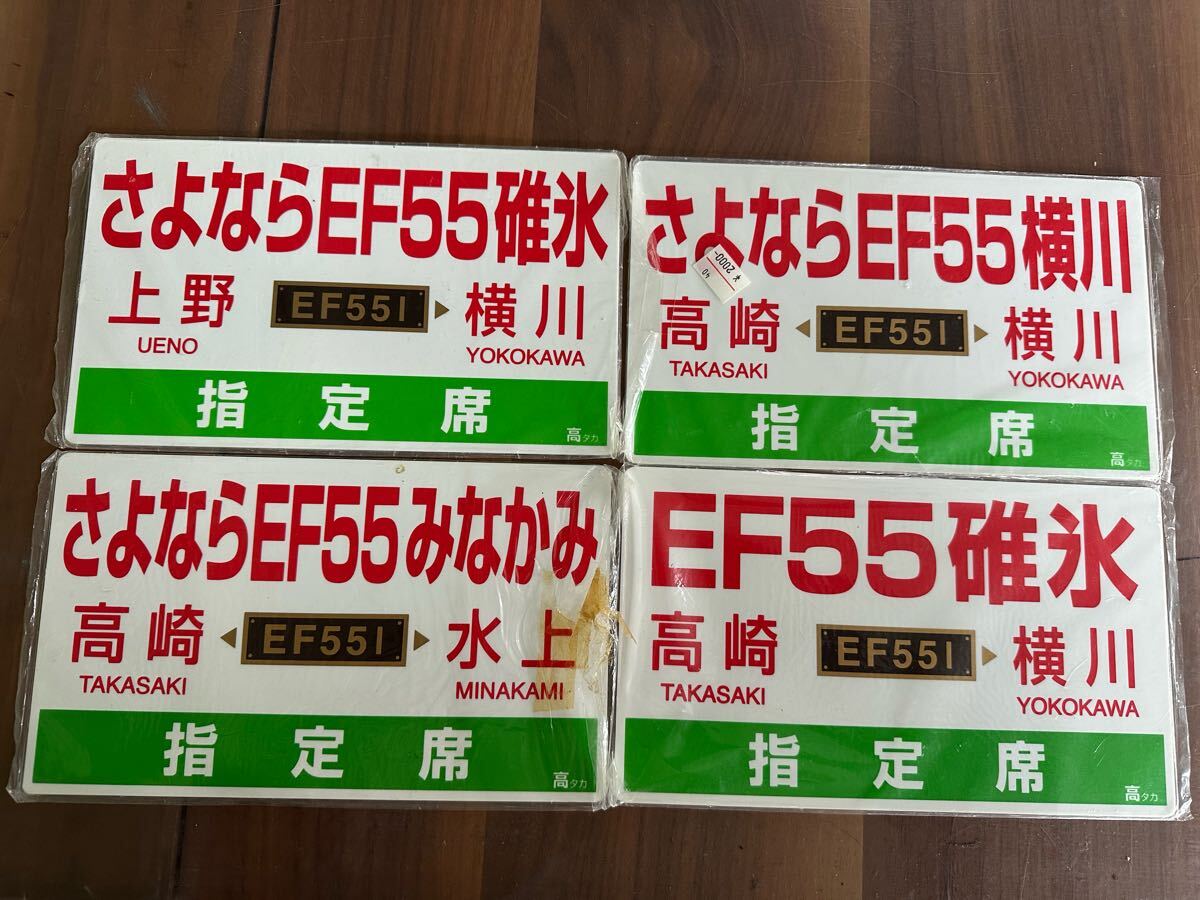 さよならEF55碓氷
上野 EF551 横川
UENO YOKOKAWA
指定席
高タカ
さよならEF55横川
40
¥2000-
高崎 EF551 横川
TAKASAKI YOKOKAWA
指定席
高タカ
さよならEF55みなかみ
高崎 EF551 水上
TAKASAKI MINAKAMI
指定席
高タカ
EF55碓氷
高崎 EF551 横川
TAKASAKI YOKOKAWA
指定席
高タカ